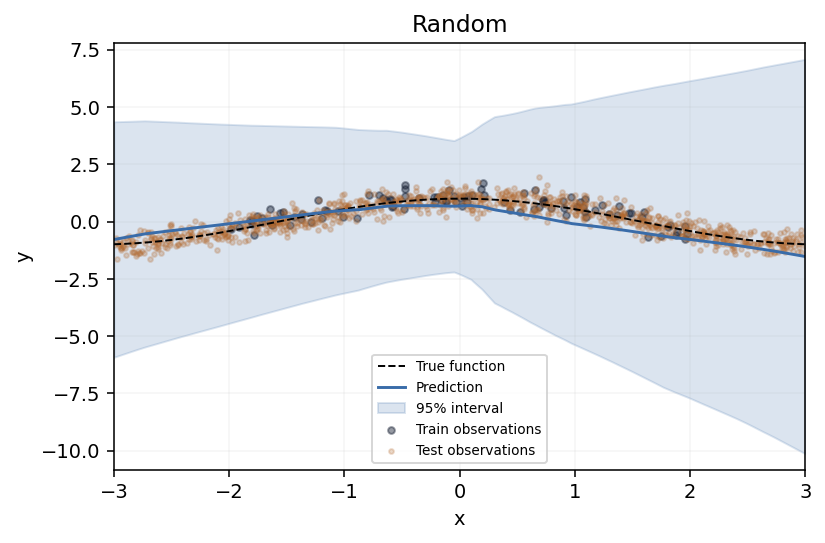 Random
7.5
5.0
2.5
0.0
−2.5
−5.0
−7.5
−10.0
y
True function
Prediction
95% interval
Train observations
Test observations
−3 −2 −1 0 1 2 3
x